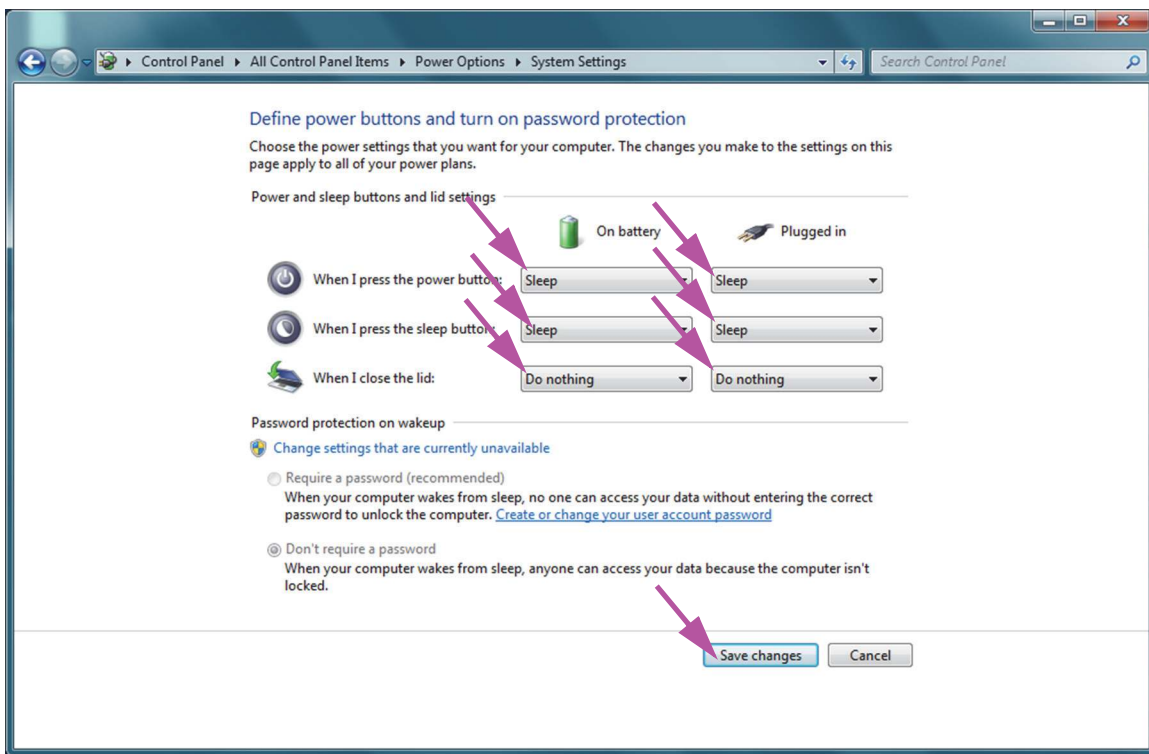 Control Panel ▸ All Control Panel Items ▸ Power Options ▸ System Settings
Search Control Panel
Define power buttons and turn on password protection
Choose the power settings that you want for your computer. The changes you make to the settings on this
page apply to all of your power plans.
Power and sleep buttons and lid settings
On battery
Plugged in
When I press the power button: Sleep Sleep
When I press the sleep button: Sleep Sleep
When I close the lid: Do nothing Do nothing
Password protection on wakeup
Change settings that are currently unavailable
Require a password (recommended)
When your computer wakes from sleep, no one can access your data without entering the correct
password to unlock the computer. Create or change your user account password
Don't require a password
When your computer wakes from sleep, anyone can access your data because the computer isn't
locked.
Save changes
Cancel